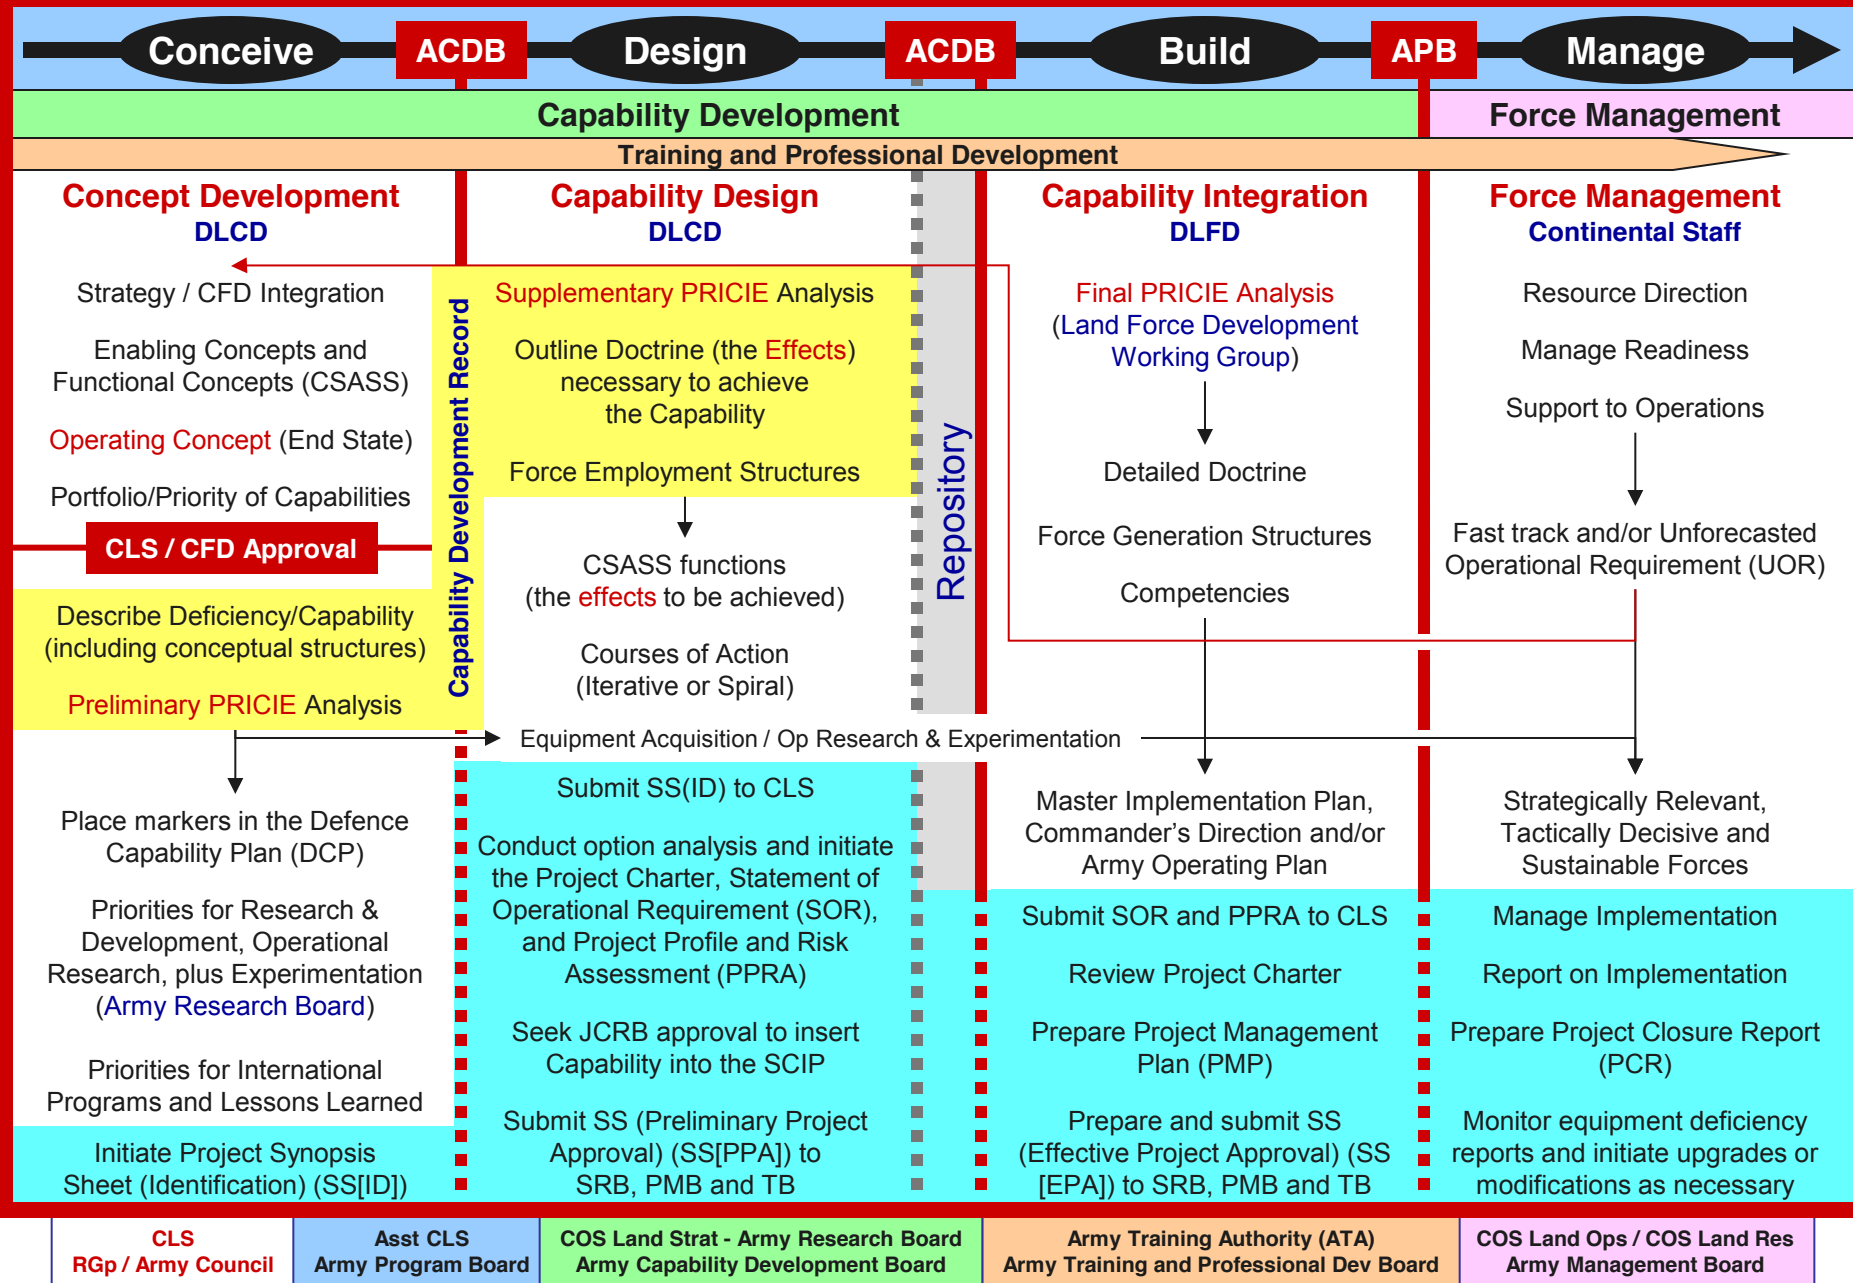 Conceive
ACDB
Design
ACDB
Build
APB
Manage
Capability Development
Force Management
Training and Professional Development
Concept Development
DLCD
Strategy / CFD Integration
Enabling Concepts and
Functional Concepts (CSASS)
Operating Concept (End State)
Portfolio/Priority of Capabilities
CLS / CFD Approval
Describe Deficiency/Capability
(including conceptual structures)
Preliminary PRICIE Analysis
Place markers in the Defence
Capability Plan (DCP)
Priorities for Research &
Development, Operational
Research, plus Experimentation
(Army Research Board)
Priorities for International
Programs and Lessons Learned
Initiate Project Synopsis
Sheet (Identification) (SS[ID])
Capability Development Record
Capability Design
DLCD
Supplementary PRICIE Analysis
Outline Doctrine (the Effects)
necessary to achieve
the Capability
Force Employment Structures
CSASS functions
(the effects to be achieved)
Courses of Action
(Iterative or Spiral)
Equipment Acquisition / Op Research & Experimentation
Submit SS(ID) to CLS
Conduct option analysis and initiate
the Project Charter, Statement of
Operational Requirement (SOR),
and Project Profile and Risk
Assessment (PPRA)
Seek JCRB approval to insert
Capability into the SCIP
Submit SS (Preliminary Project
Approval) (SS[PPA]) to
SRB, PMB and TB
Repository
Capability Integration
DLFD
Final PRICIE Analysis
(Land Force Development
Working Group)
Detailed Doctrine
Force Generation Structures
Competencies
Master Implementation Plan,
Commander's Direction and/or
Army Operating Plan
Submit SOR and PPRA to CLS
Review Project Charter
Prepare Project Management
Plan (PMP)
Prepare and submit SS
(Effective Project Approval) (SS
[EPA]) to SRB, PMB and TB
Force Management
Continental Staff
Resource Direction
Manage Readiness
Support to Operations
Fast track and/or Unforecasted
Operational Requirement (UOR)
Strategically Relevant,
Tactically Decisive and
Sustainable Forces
Manage Implementation
Report on Implementation
Prepare Project Closure Report
(PCR)
Monitor equipment deficiency
reports and initiate upgrades or
modifications as necessary
CLS
RGp / Army Council
Asst CLS
Army Program Board
COS Land Strat - Army Research Board
Army Capability Development Board
Army Training Authority (ATA)
Army Training and Professional Dev Board
COS Land Ops / COS Land Res
Army Management Board